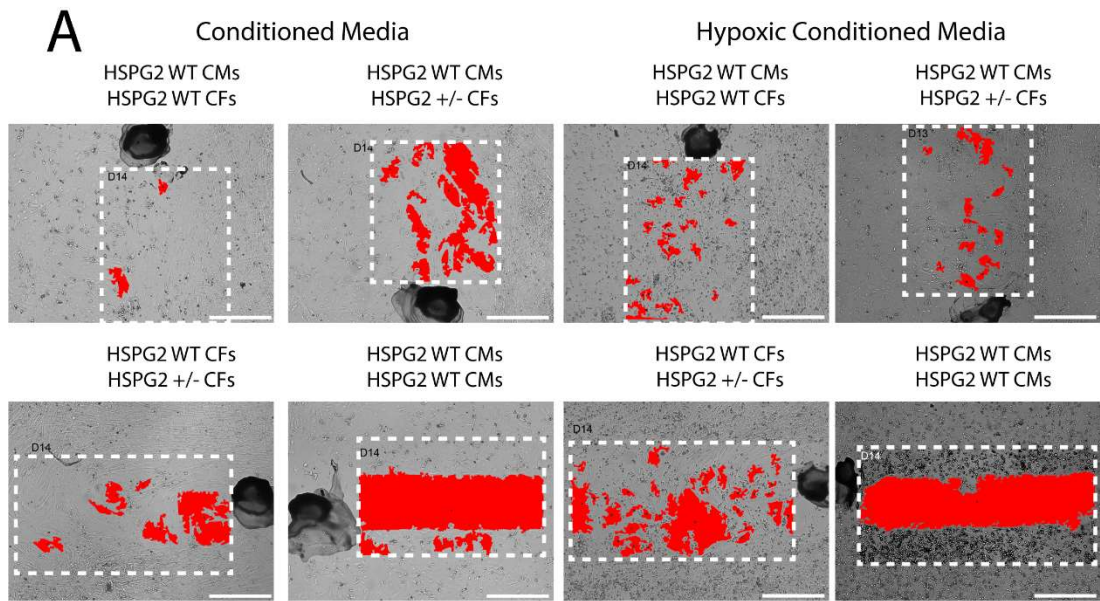 A
Conditioned Media
Hypoxic Conditioned Media
HSPG2 WT CMs
HSPG2 WT CFs
HSPG2 WT CMs
HSPG2 +/- CFs
HSPG2 WT CMs
HSPG2 WT CFs
HSPG2 WT CMs
HSPG2 +/- CFs
D14
D14
D14
D13
HSPG2 WT CFs
HSPG2 +/- CFs
HSPG2 WT CMs
HSPG2 WT CMs
HSPG2 WT CFs
HSPG2 +/- CFs
HSPG2 WT CMs
HSPG2 WT CMs
D14
D14
D14
D14